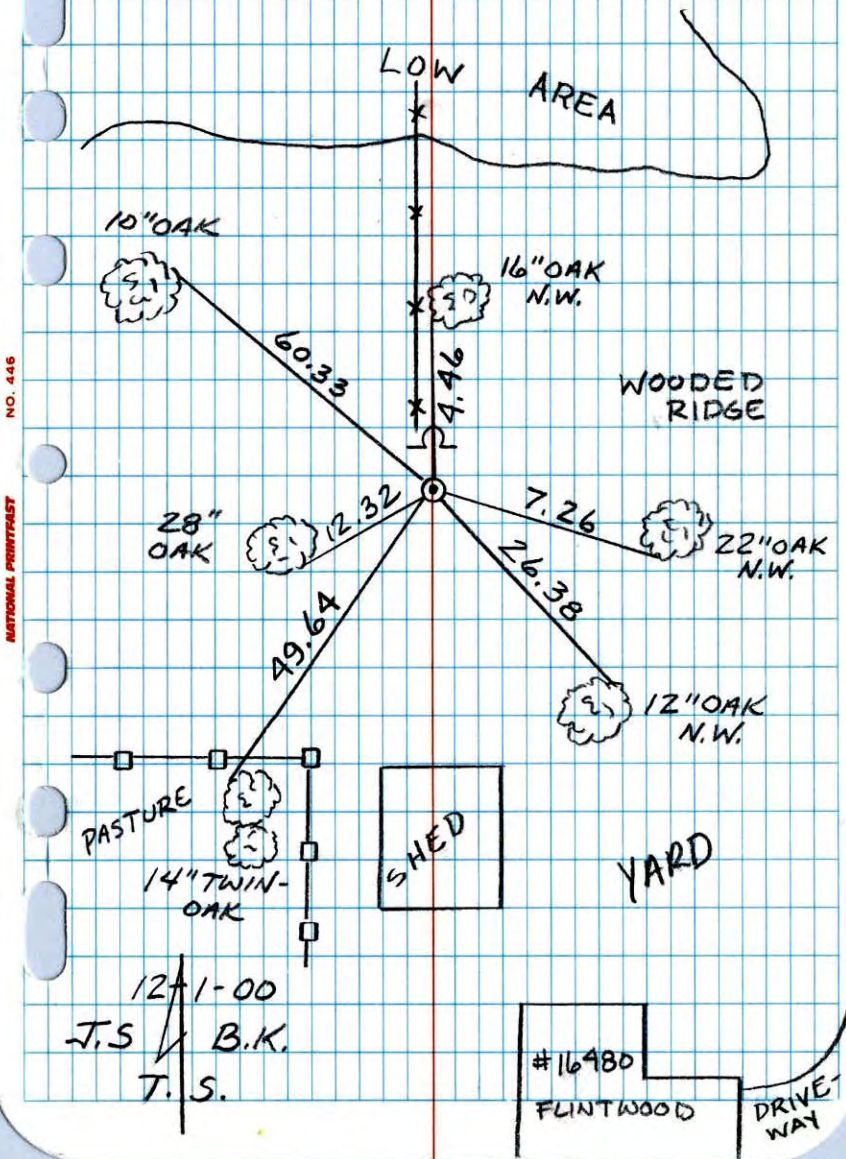 LOW
AREA
10" OAK
16" OAK
N.W.
60.33
4.46
WOODED
RIDGE
NO. 446
NATIONAL PRINTFAST
28"
OAK
12.32
7.26
22" OAK
N.W.
26.38
49.64
12" OAK
N.W.
PASTURE
14" TWIN-
OAK
SHED
YARD
12-1-00
J.S B.K.
T.S.
#16480
FLINTWOOD
DRIVE-
WAY